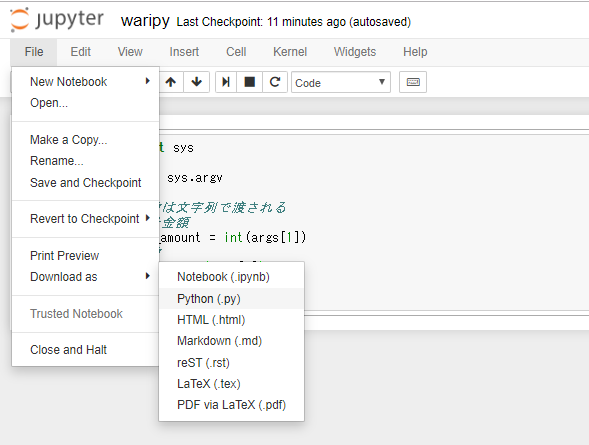 jupyter waripy Last Checkpoint: 11 minutes ago (autosaved)
File Edit View Insert Cell Kernel Widgets Help
Code
New Notebook
Open...
Make a Copy...
Rename...
Save and Checkpoint
Revert to Checkpoint
Print Preview
Download as
Trusted Notebook
Close and Halt
sys
sys.argv
は文字列で渡される
金額
amount = int(args[1])
Notebook (.ipynb)
Python (.py)
HTML (.html)
Markdown (.md)
reST (.rst)
LaTeX (.tex)
PDF via LaTeX (.pdf)